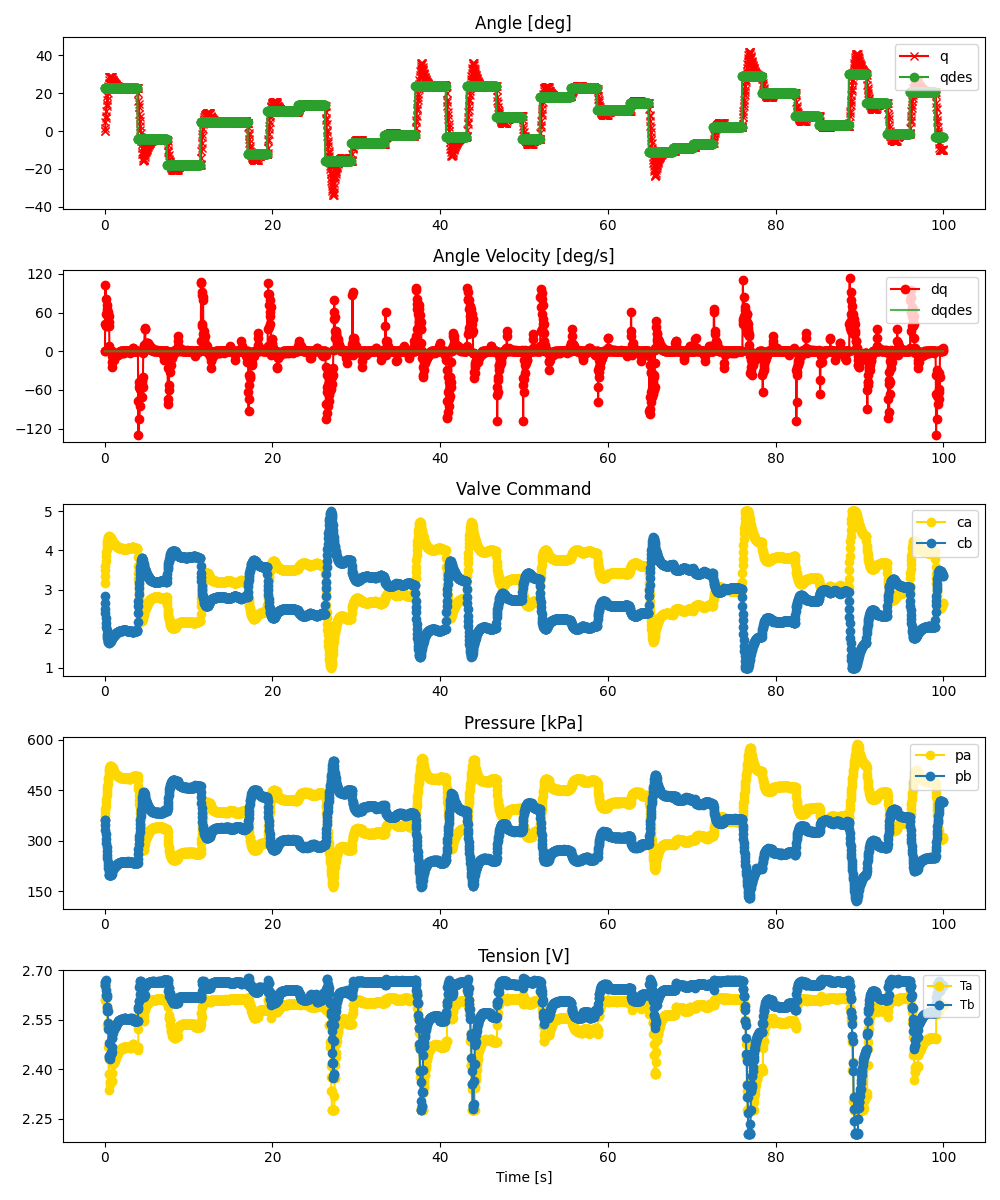 Angle [deg]
40
20
0
−20
−40
q
qdes
0 20 40 60 80 100
Angle Velocity [deg/s]
120
60
0
−60
−120
dq
dqdes
0 20 40 60 80 100
Valve Command
5
4
3
2
1
ca
cb
0 20 40 60 80 100
Pressure [kPa]
600
450
300
150
pa
pb
0 20 40 60 80 100
Tension [V]
2.70
2.55
2.40
2.25
Ta
Tb
0 20 40 60 80 100
Time [s]